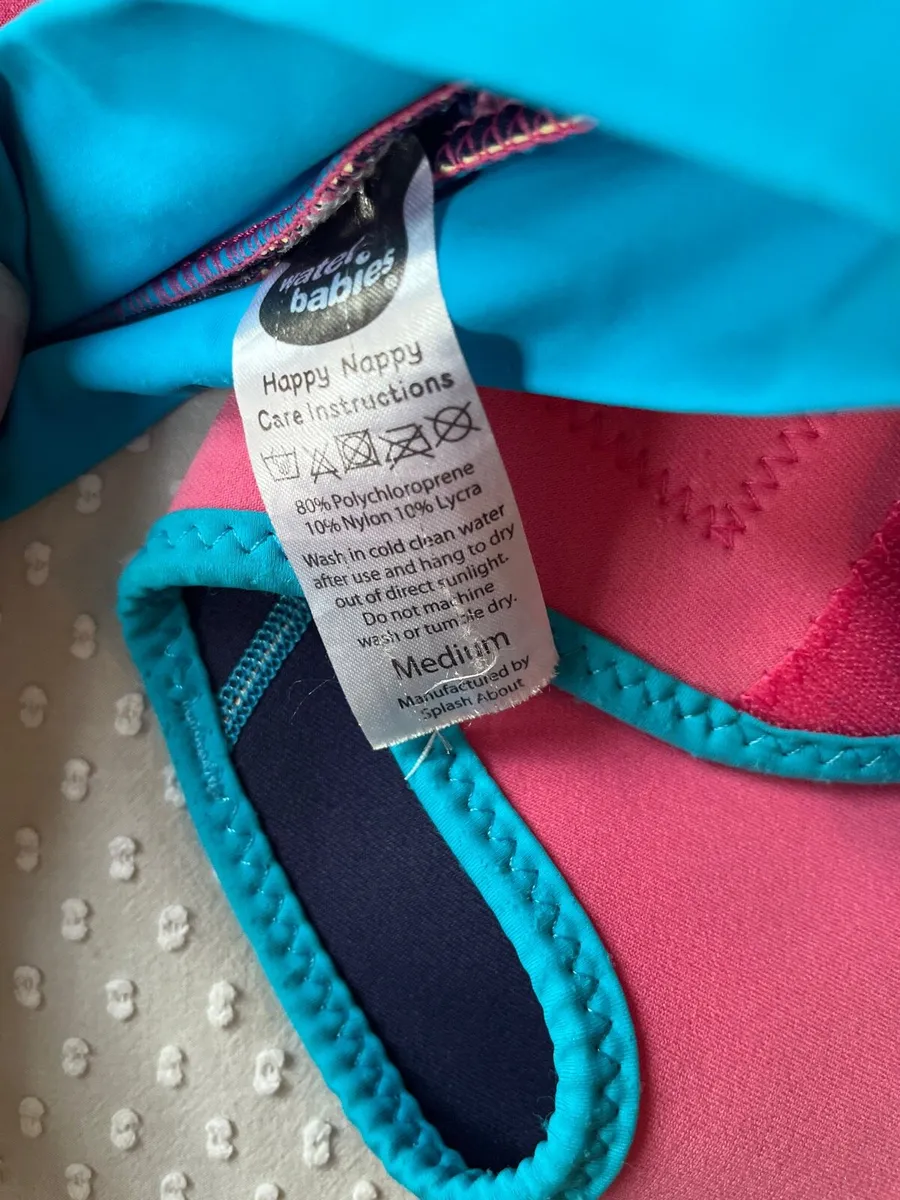 water
babies
Happy Nappy
Care Instructions
80% Polychloroprene
10% Nylon 10% Lycra
Wash in cold clean water
after use and hang to dry
out of direct sunlight.
Do not machine
wash or tumble dry.
Medium
Manufactured by
Splash About